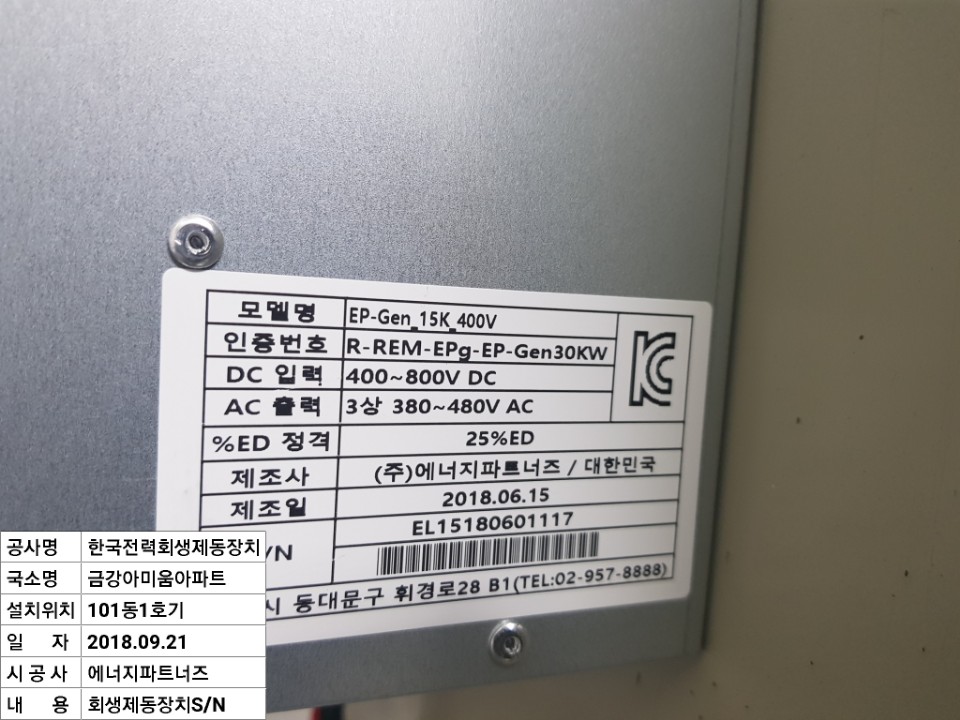 모델명 EP-Gen_15K_400V
인증번호 R-REM-EPg-EP-Gen30KW
DC 입력 400~800V DC
AC 출력 3상 380~480V AC
%ED 정격 25%ED
제조사 (주)에너지파트너즈 / 대한민국
제조일 2018.06.15
/N EL15180601117
시 동대문구 휘경로28 B1(TEL:02-957-8888)
공사명 한국전력회생제동장치
국소명 금강아미움아파트
설치위치 101동1호기
일 자 2018.09.21
시공사 에너지파트너즈
내 용 회생제동장치S/N